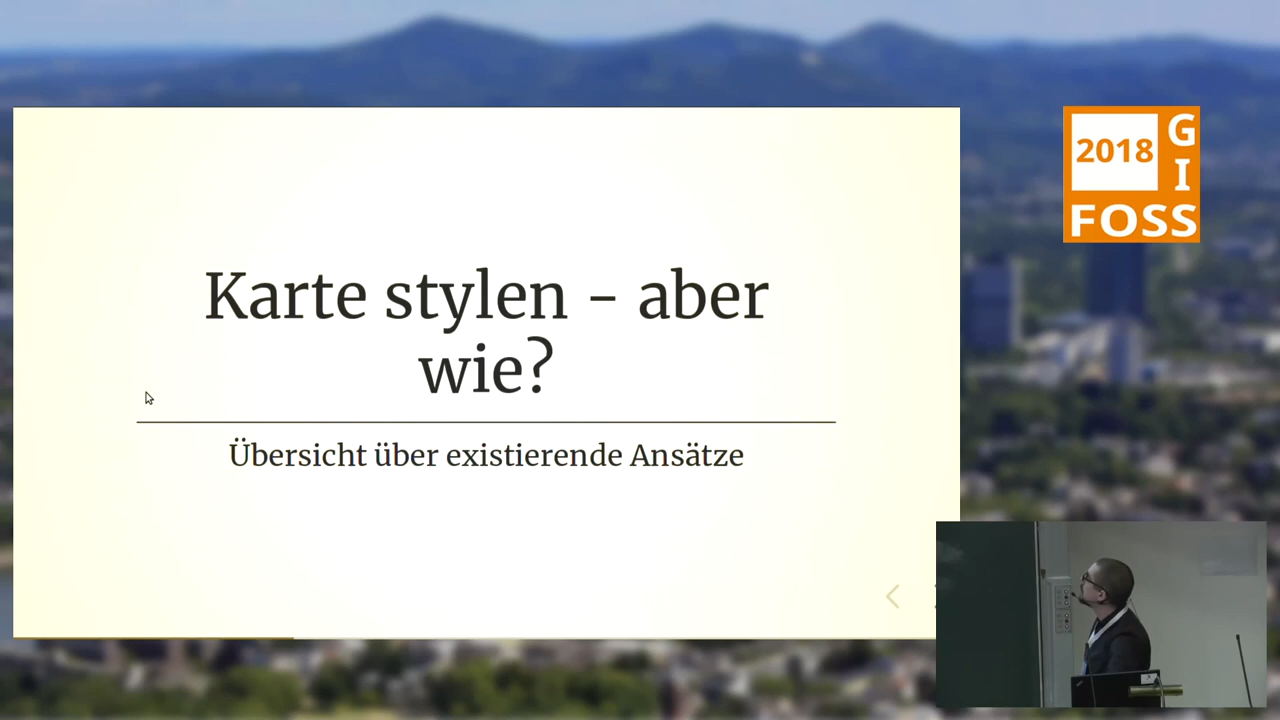 Karte stylen - aber
wie?
Übersicht über existierende Ansätze
2018
G
I
FOSS